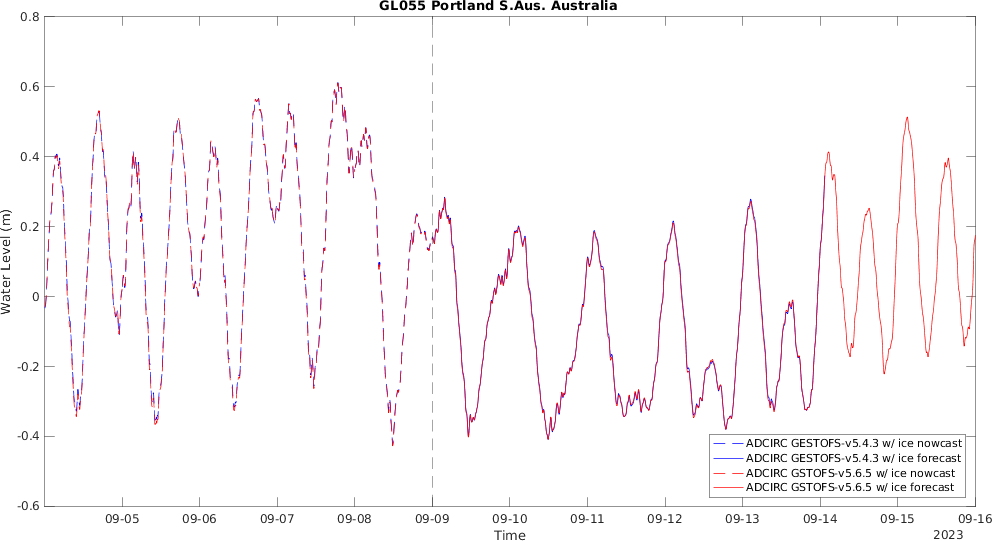 GL055 Portland S.Aus. Australia
0.8
0.6
0.4
0.2
0
-0.2
-0.4
-0.6
Water Level (m)
09-05 09-06 09-07 09-08 09-09 09-10 09-11 09-12 09-13 09-14 09-15 09-16
Time
2023
ADCIRC GESTOFS-v5.4.3 w/ ice nowcast
ADCIRC GESTOFS-v5.4.3 w/ ice forecast
ADCIRC GSTOFS-v5.6.5 w/ ice nowcast
ADCIRC GSTOFS-v5.6.5 w/ ice forecast